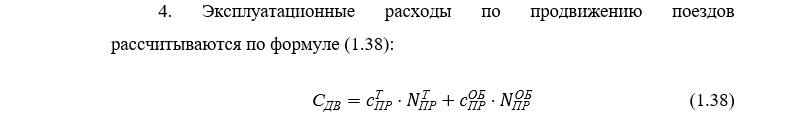 4. Эксплуатационные расходы по продвижению поездов
рассчитываются по формуле (1.38):
C_ДВ = c_ПР^Т · N_ПР^Т + c_ПР^ОБ · N_ПР^ОБ (1.38)